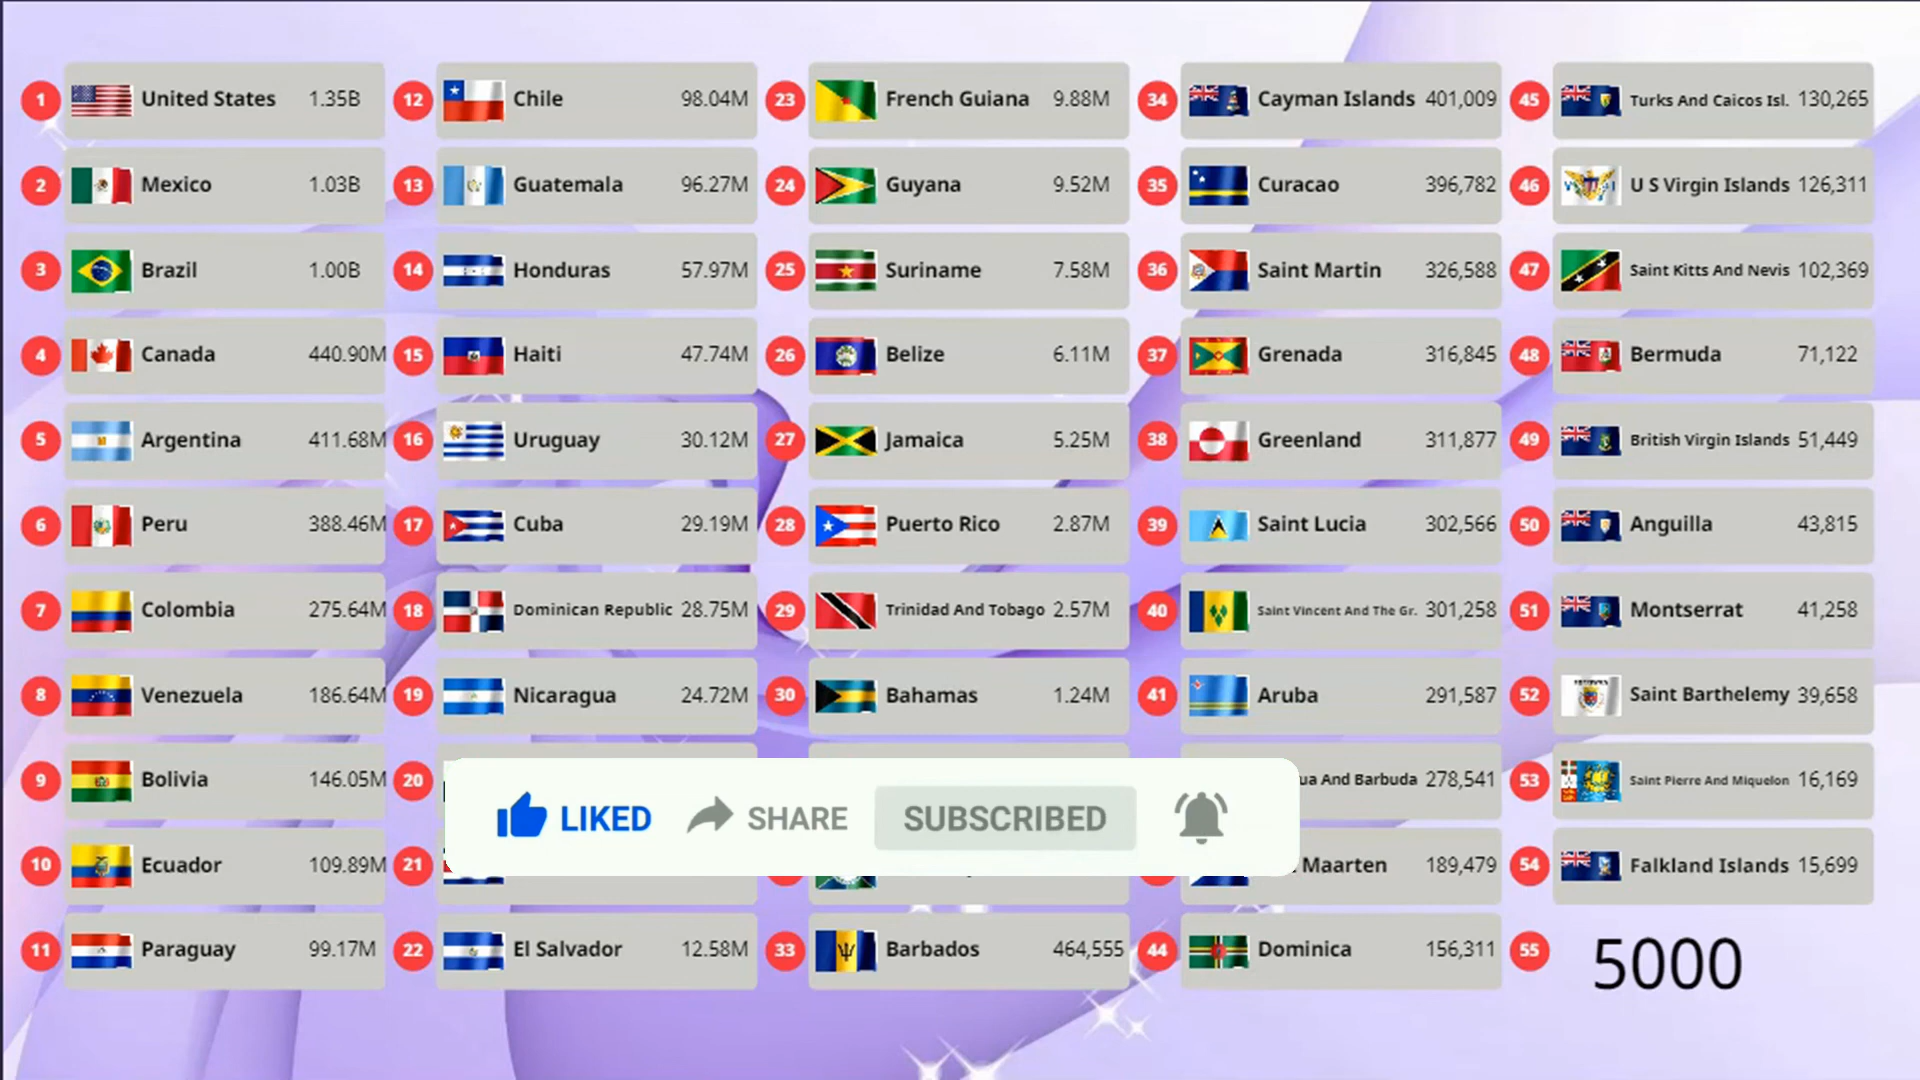 1 United States 1.35B
2 Mexico 1.03B
3 Brazil 1.00B
4 Canada 440.90M
5 Argentina 411.68M
6 Peru 388.46M
7 Colombia 275.64M
8 Venezuela 186.64M
9 Bolivia 146.05M
10 Ecuador 109.89M
11 Paraguay 99.17M
12 Chile 98.04M
13 Guatemala 96.27M
14 Honduras 57.97M
15 Haiti 47.74M
16 Uruguay 30.12M
17 Cuba 29.19M
18 Dominican Republic 28.75M
19 Nicaragua 24.72M
20
21
22 El Salvador 12.58M
23 French Guiana 9.88M
24 Guyana 9.52M
25 Suriname 7.58M
26 Belize 6.11M
27 Jamaica 5.25M
28 Puerto Rico 2.87M
29 Trinidad And Tobago 2.57M
30 Bahamas 1.24M
33 Barbados 464,555
34 Cayman Islands 401,009
35 Curacao 396,782
36 Saint Martin 326,588
37 Grenada 316,845
38 Greenland 311,877
39 Saint Lucia 302,566
40 Saint Vincent And The Gr. 301,258
41 Aruba 291,587
ua And Barbuda 278,541
Maarten 189,479
44 Dominica 156,311
45 Turks And Caicos Isl. 130,265
46 U S Virgin Islands 126,311
47 Saint Kitts And Nevis 102,369
48 Bermuda 71,122
49 British Virgin Islands 51,449
50 Anguilla 43,815
51 Montserrat 41,258
52 Saint Barthelemy 39,658
53 Saint Pierre And Miquelon 16,169
54 Falkland Islands 15,699
55
5000
LIKED SHARE SUBSCRIBED